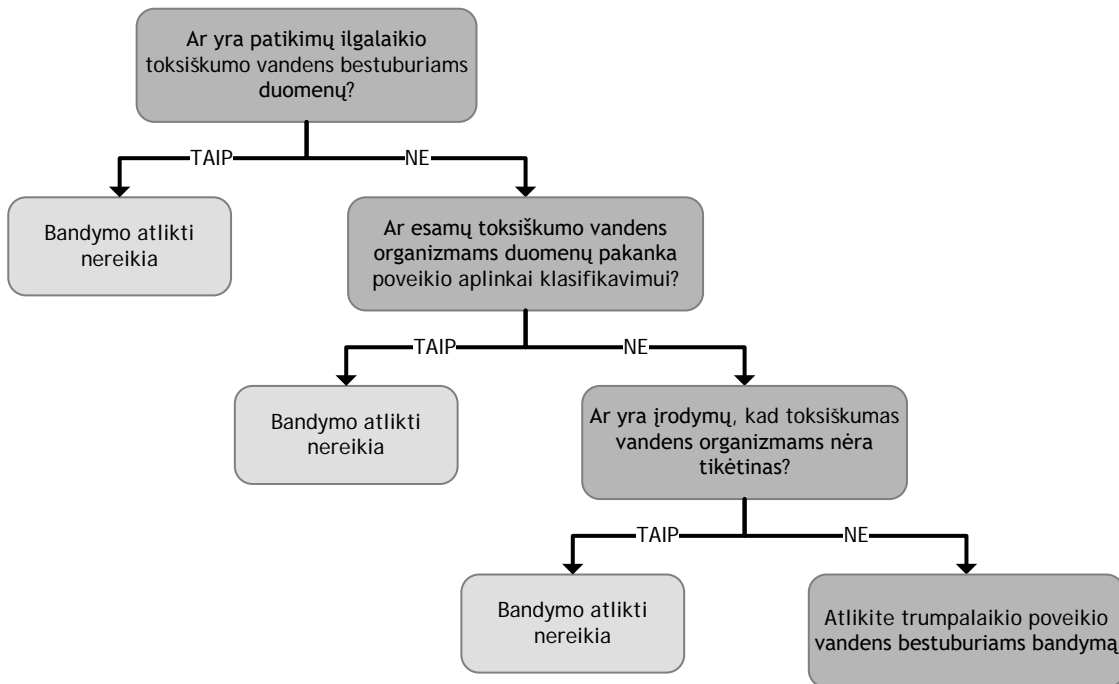 Ar yra patikimų ilgalaikio
toksiškumo vandens bestuburiams
duomenų?
TAIP
NE
Bandymo atlikti
nereikia
Ar esamų toksiškumo vandens
organizmams duomenų pakanka
poveikio aplinkai klasifikavimui?
TAIP
NE
Bandymo atlikti
nereikia
Ar yra įrodymų, kad toksiškumas
vandens organizmams nėra
tikėtinas?
TAIP
NE
Bandymo atlikti
nereikia
Atlikite trumpalaikio poveikio
vandens bestuburiams bandymą